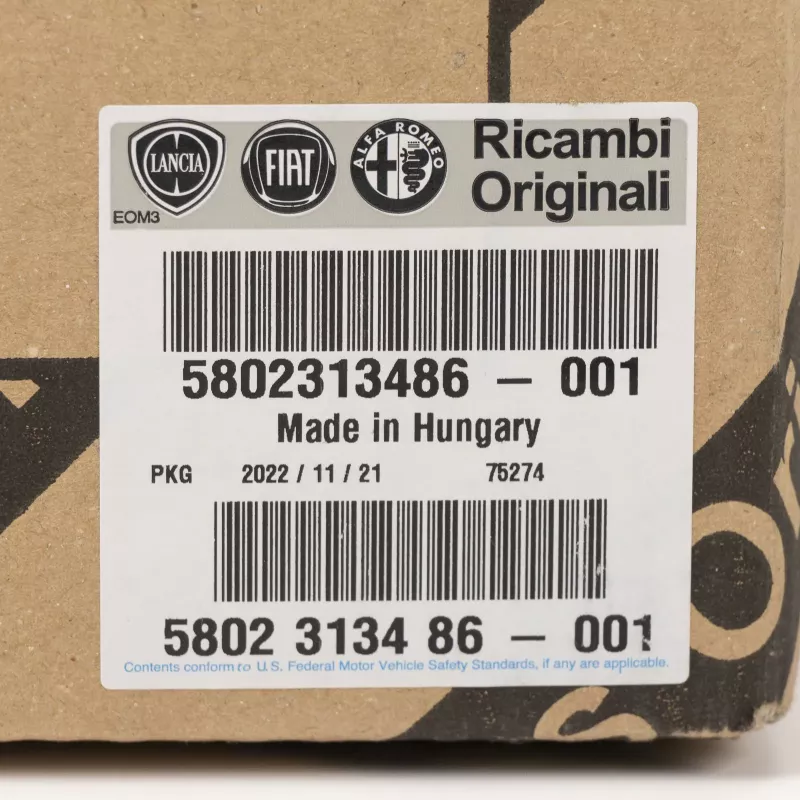 LANCIA FIAT ALFA ROMEO Ricambi
Originali
EOM3
5802313486 – 001
Made in Hungary
PKG 2022 / 11 / 21 75274
5802 3134 86 – 001
Contents conform to U.S. Federal Motor Vehicle Safety Standards, if any are applicable.